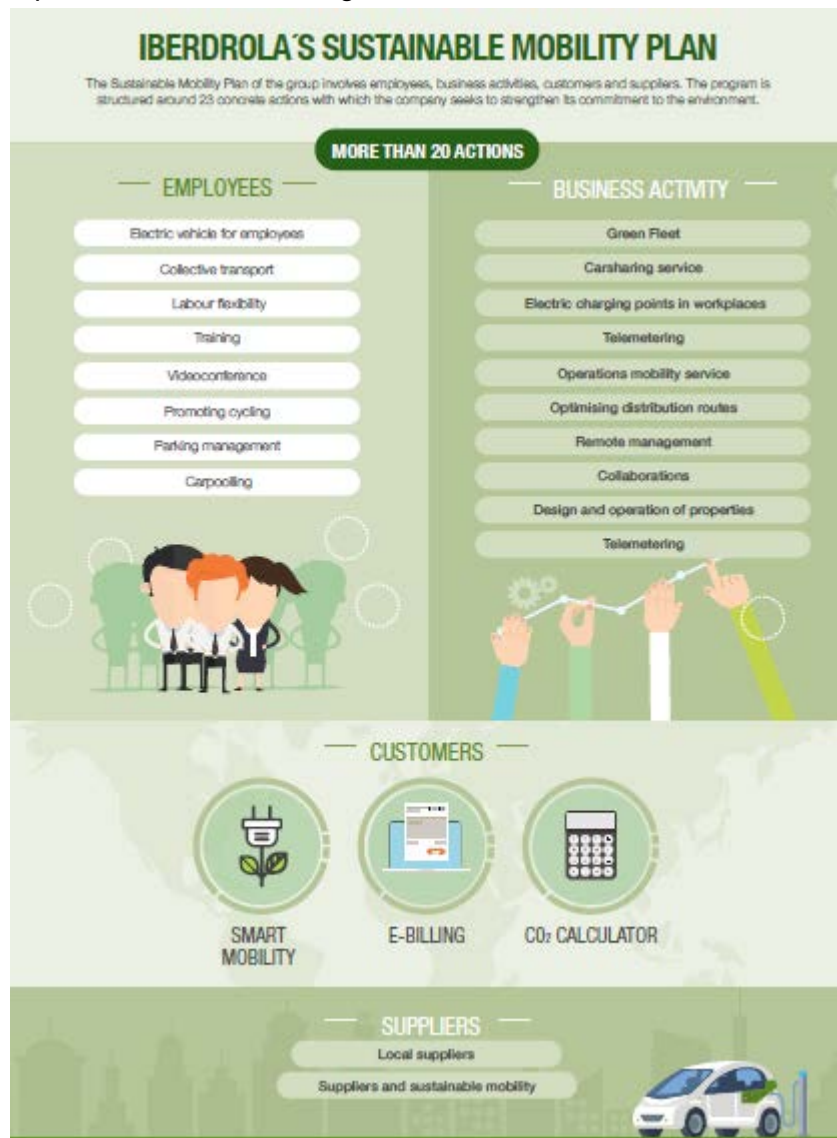 IBERDROLA´S SUSTAINABLE MOBILITY PLAN
The Sustainable Mobility Plan of the group involves employees, business activities, customers and suppliers. The program is
structured around 23 concrete actions with which the company seeks to strengthen its commitment to the environment.
MORE THAN 20 ACTIONS
EMPLOYEES
Electric vehicle for employees
Collective transport
Labour flexibility
Training
Videoconference
Promoting cycling
Parking management
Carpoolling
BUSINESS ACTIVITY
Green Fleet
Carsharing service
Electric charging points in workplaces
Telemetering
Operations mobility service
Optimising distribution routes
Remote management
Collaborations
Design and operation of properties
Telemetering
CUSTOMERS
SMART
MOBILITY
E-BILLING
CO₂ CALCULATOR
SUPPLIERS
Local suppliers
Suppliers and sustainable mobility